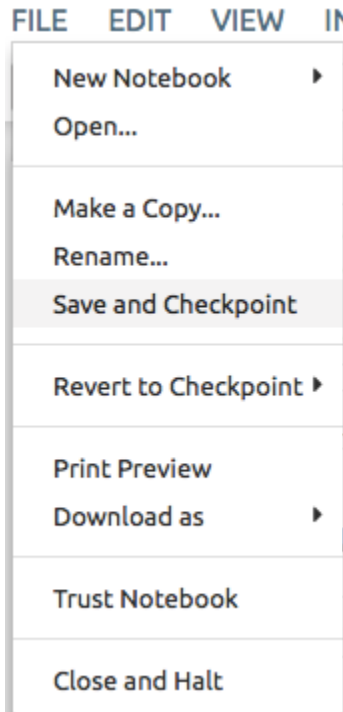 FILE EDIT VIEW
New Notebook
Open...
Make a Copy...
Rename...
Save and Checkpoint
Revert to Checkpoint
Print Preview
Download as
Trust Notebook
Close and Halt